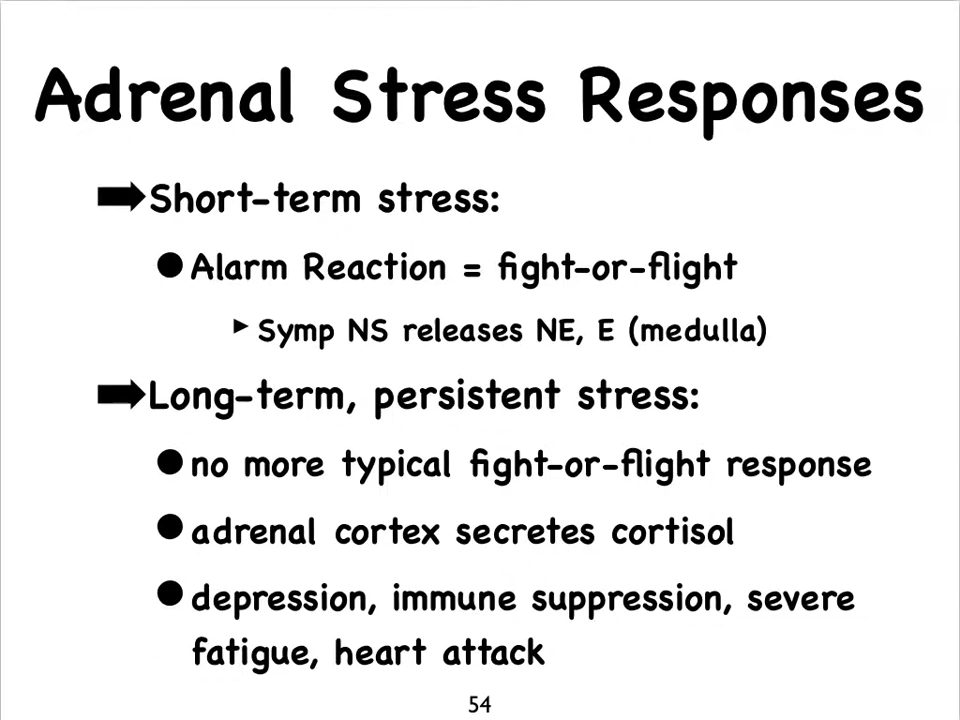 Adrenal Stress Responses
Short-term stress:
Alarm Reaction = fight-or-flight
Symp NS releases NE, E (medulla)
Long-term, persistent stress:
no more typical fight-or-flight response
adrenal cortex secretes cortisol
depression, immune suppression, severe
fatigue, heart attack
54